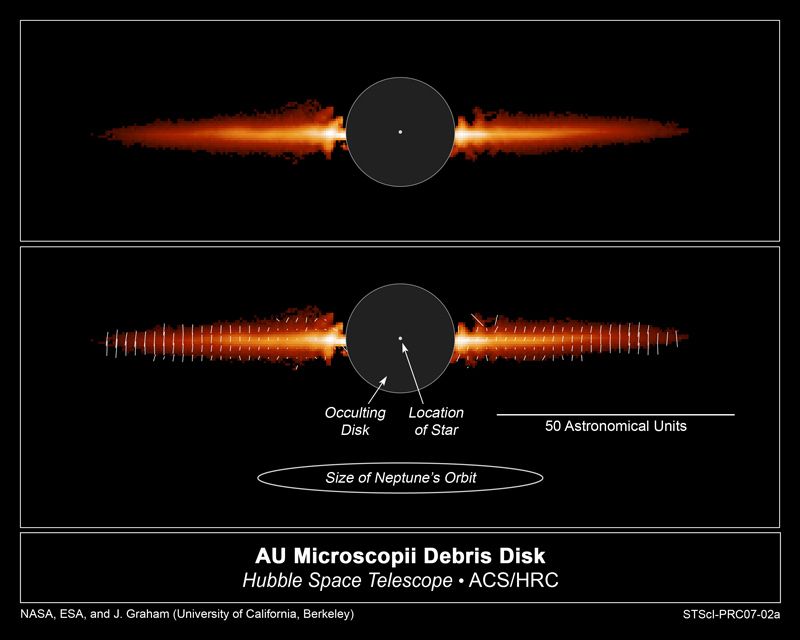 Occulting
Disk
Location
of Star
50 Astronomical Units
Size of Neptune's Orbit
AU Microscopii Debris Disk
Hubble Space Telescope • ACS/HRC
NASA, ESA, and J. Graham (University of California, Berkeley)
STScI-PRC07-02a